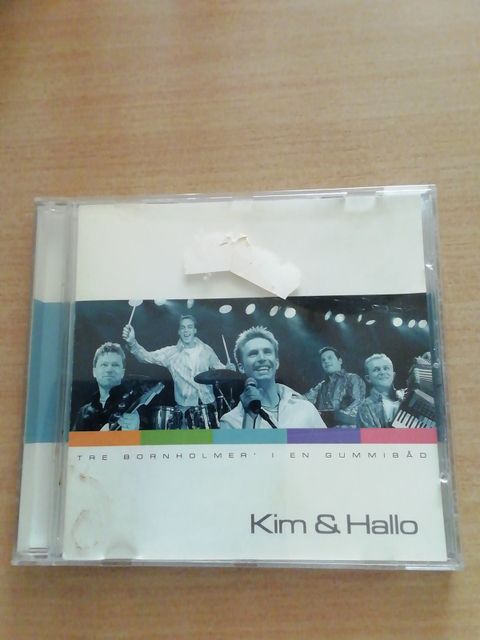 TRE BORNHOLMER' I EN GUMMIBÅD
Kim & Hallo